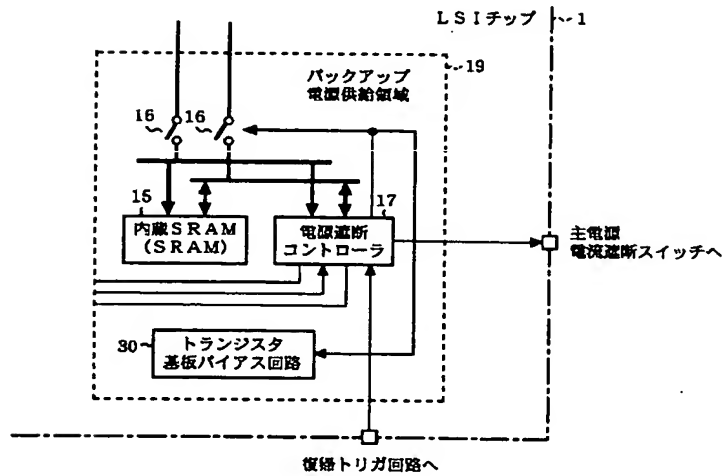 LSIチップ 1
19
バックアップ
電源供給領域
16 16
15
17
内蔵SRAM
(SRAM)
電源遮断
コントローラ
主電源
電流遮断スイッチへ
30
トランジスタ
基板バイアス回路
復帰トリガ回路へ